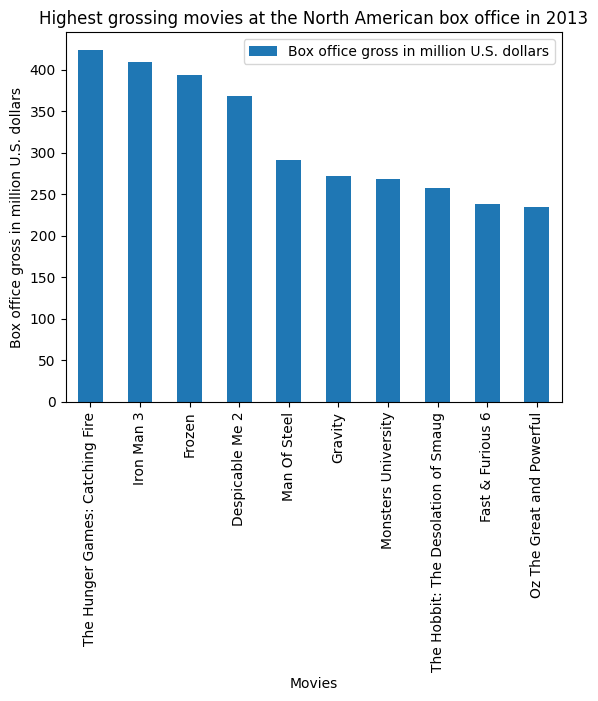 Highest grossing movies at the North American box office in 2013
Box office gross in million U.S. dollars
Box office gross in million U.S. dollars
400
350
300
250
200
150
100
50
0
The Hunger Games: Catching Fire
Iron Man 3
Frozen
Despicable Me 2
Man Of Steel
Gravity
Monsters University
The Hobbit: The Desolation of Smaug
Fast & Furious 6
Oz The Great and Powerful
Movies